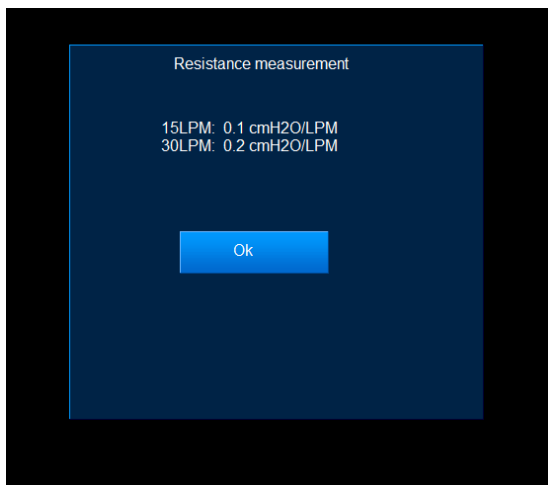 Resistance measurement
15LPM: 0.1 cmH2O/LPM
30LPM: 0.2 cmH2O/LPM
Ok